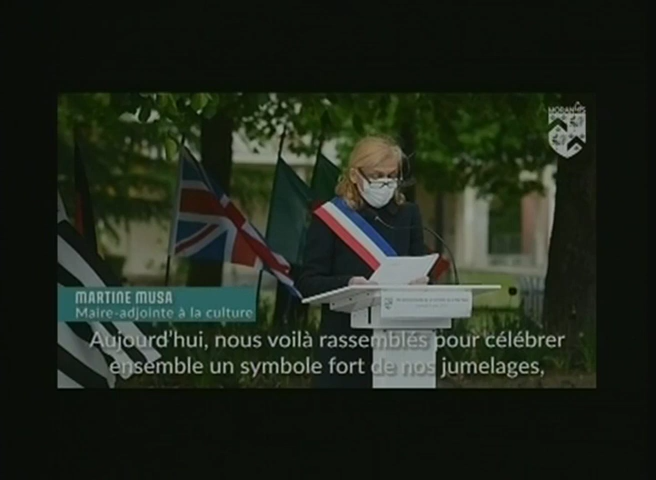 MORANGIS
MARTINE MUSA
Maire-adjointe à la culture
Aujourd'hui, nous voilà rassemblés pour célébrer
ensemble un symbole fort de nos jumelages,